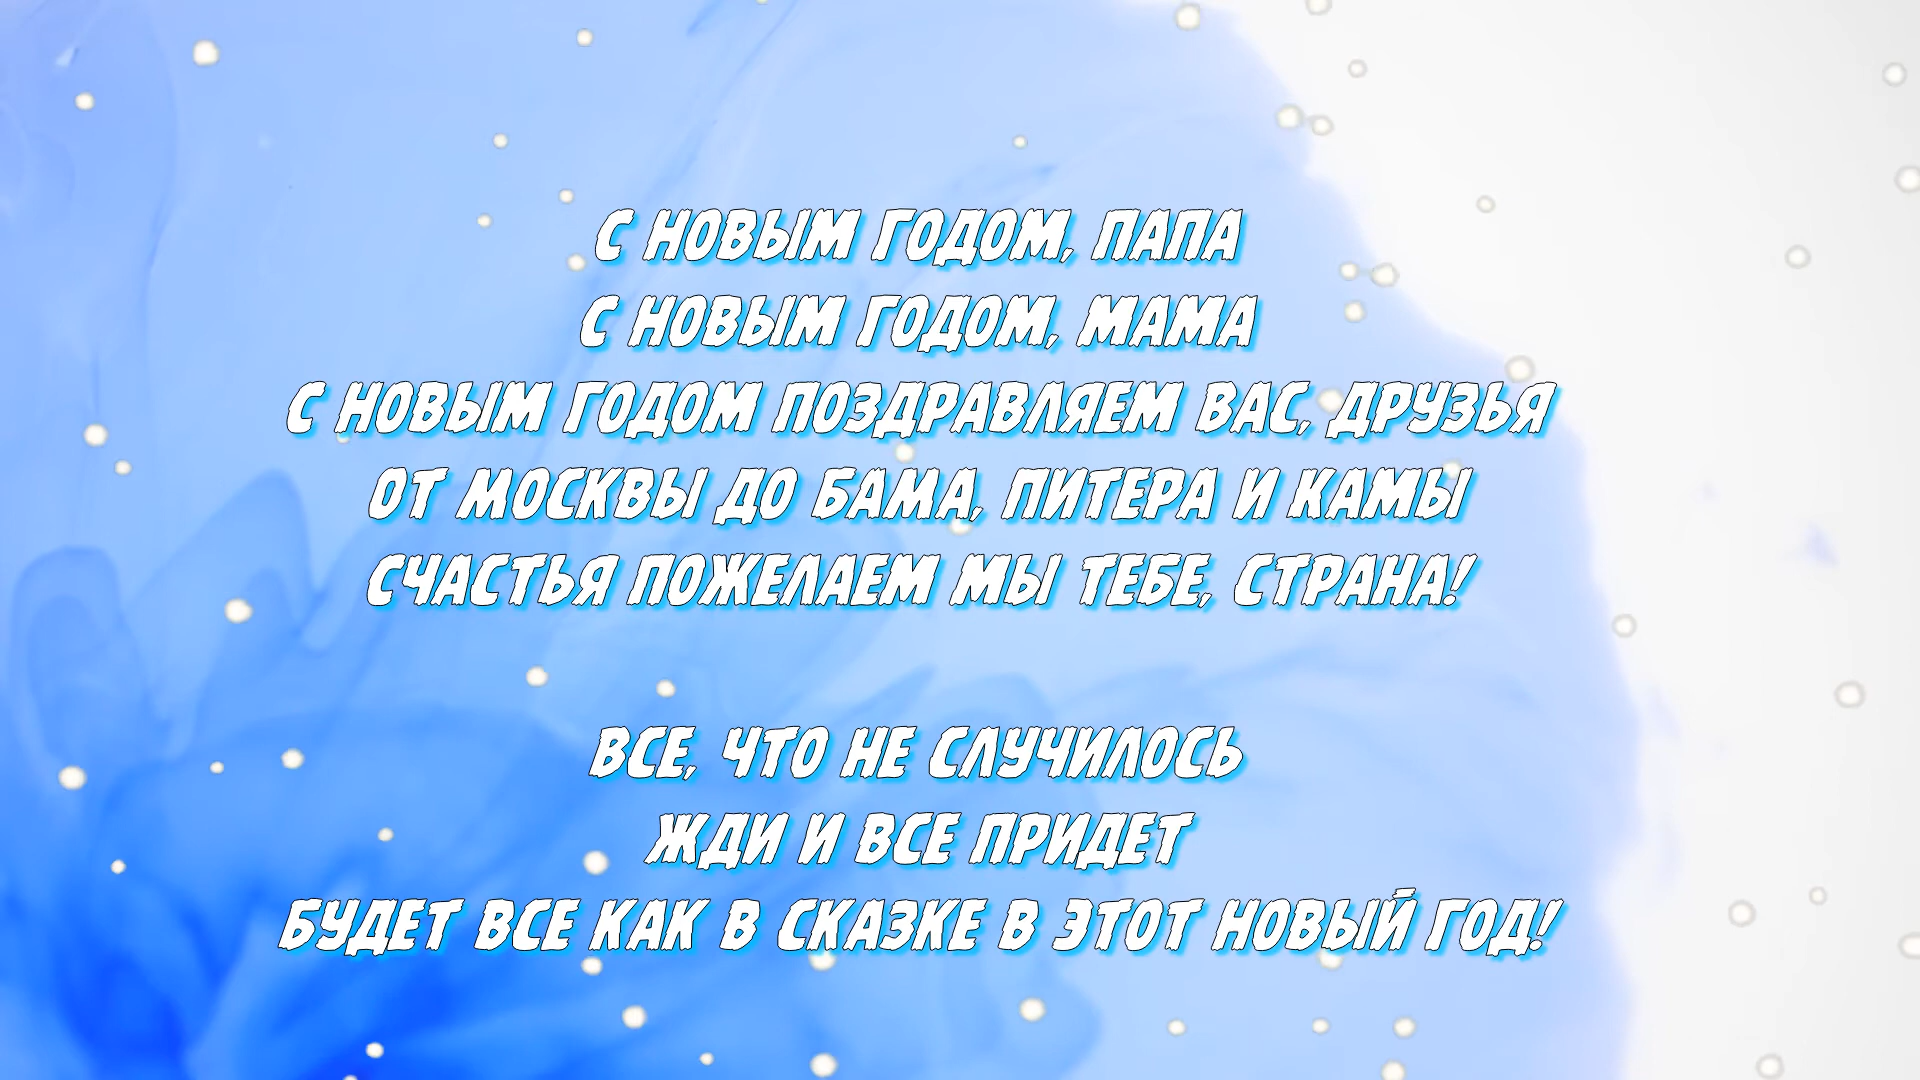 С НОВЫМ ГОДОМ, ПАПА
С НОВЫМ ГОДОМ, МАМА
С НОВЫМ ГОДОМ ПОЗДРАВЛЯЕМ ВАС, ДРУЗЬЯ
ОТ МОСКВЫ ДО БАМА, ПИТЕРА И КАМЫ
СЧАСТЬЯ ПОЖЕЛАЕМ МЫ ТЕБЕ, СТРАНА!
ВСЕ, ЧТО НЕ СЛУЧИЛОСЬ
ЖДИ И ВСЕ ПРИДЕТ
БУДЕТ ВСЕ КАК В СКАЗКЕ В ЭТОТ НОВЫЙ ГОД!